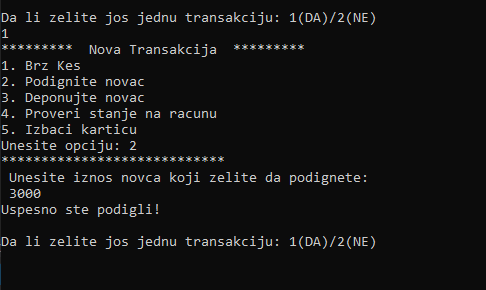 Da li zelite jos jednu transakciju: 1(DA)/2(NE)
1
*********  Nova Transakcija  *********
1. Brz Kes
2. Podignite novac
3. Deponujte novac
4. Proveri stanje na racunu
5. Izbaci karticu
Unesite opciju: 2
****************************
 Unesite iznos novca koji zelite da podignete:
 3000
Uspesno ste podigli!
Da li zelite jos jednu transakciju: 1(DA)/2(NE)